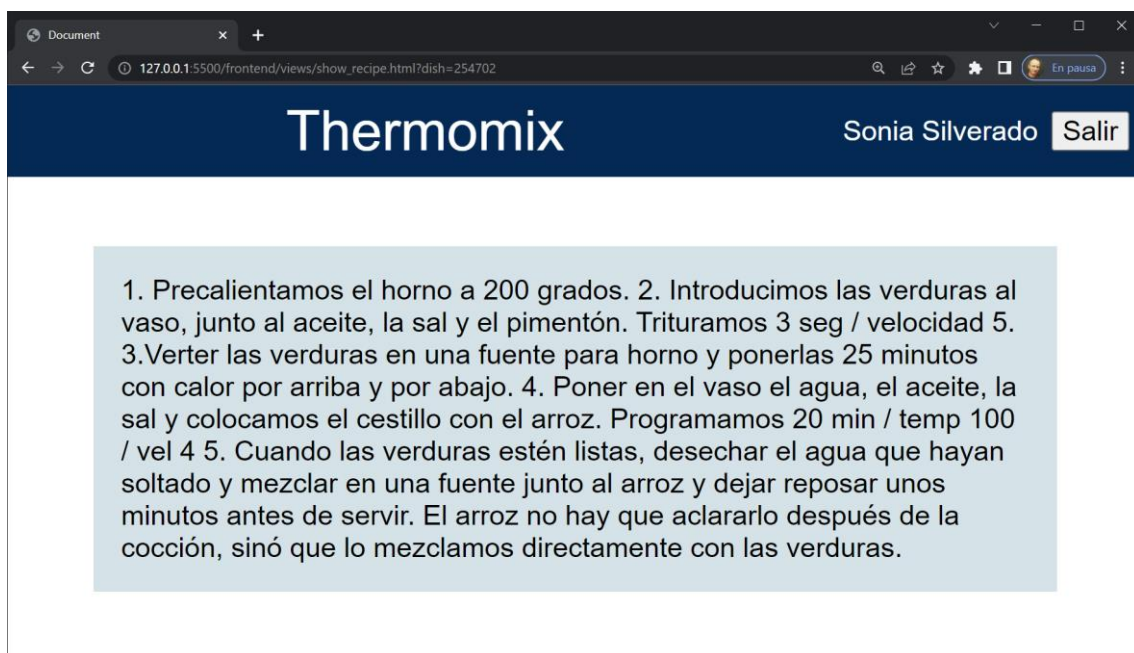 Document
127.0.0.1:5500/frontend/views/show_recipe.html?dish=254702
En pausa
Thermomix
Sonia Silverado
Salir
1. Precalientamos el horno a 200 grados. 2. Introducimos las verduras al
vaso, junto al aceite, la sal y el pimentón. Trituramos 3 seg / velocidad 5.
3.Verter las verduras en una fuente para horno y ponerlas 25 minutos
con calor por arriba y por abajo. 4. Poner en el vaso el agua, el aceite, la
sal y colocamos el cestillo con el arroz. Programamos 20 min / temp 100
/ vel 4 5. Cuando las verduras estén listas, desechar el agua que hayan
soltado y mezclar en una fuente junto al arroz y dejar reposar unos
minutos antes de servir. El arroz no hay que aclararlo después de la
cocción, sinó que lo mezclamos directamente con las verduras.